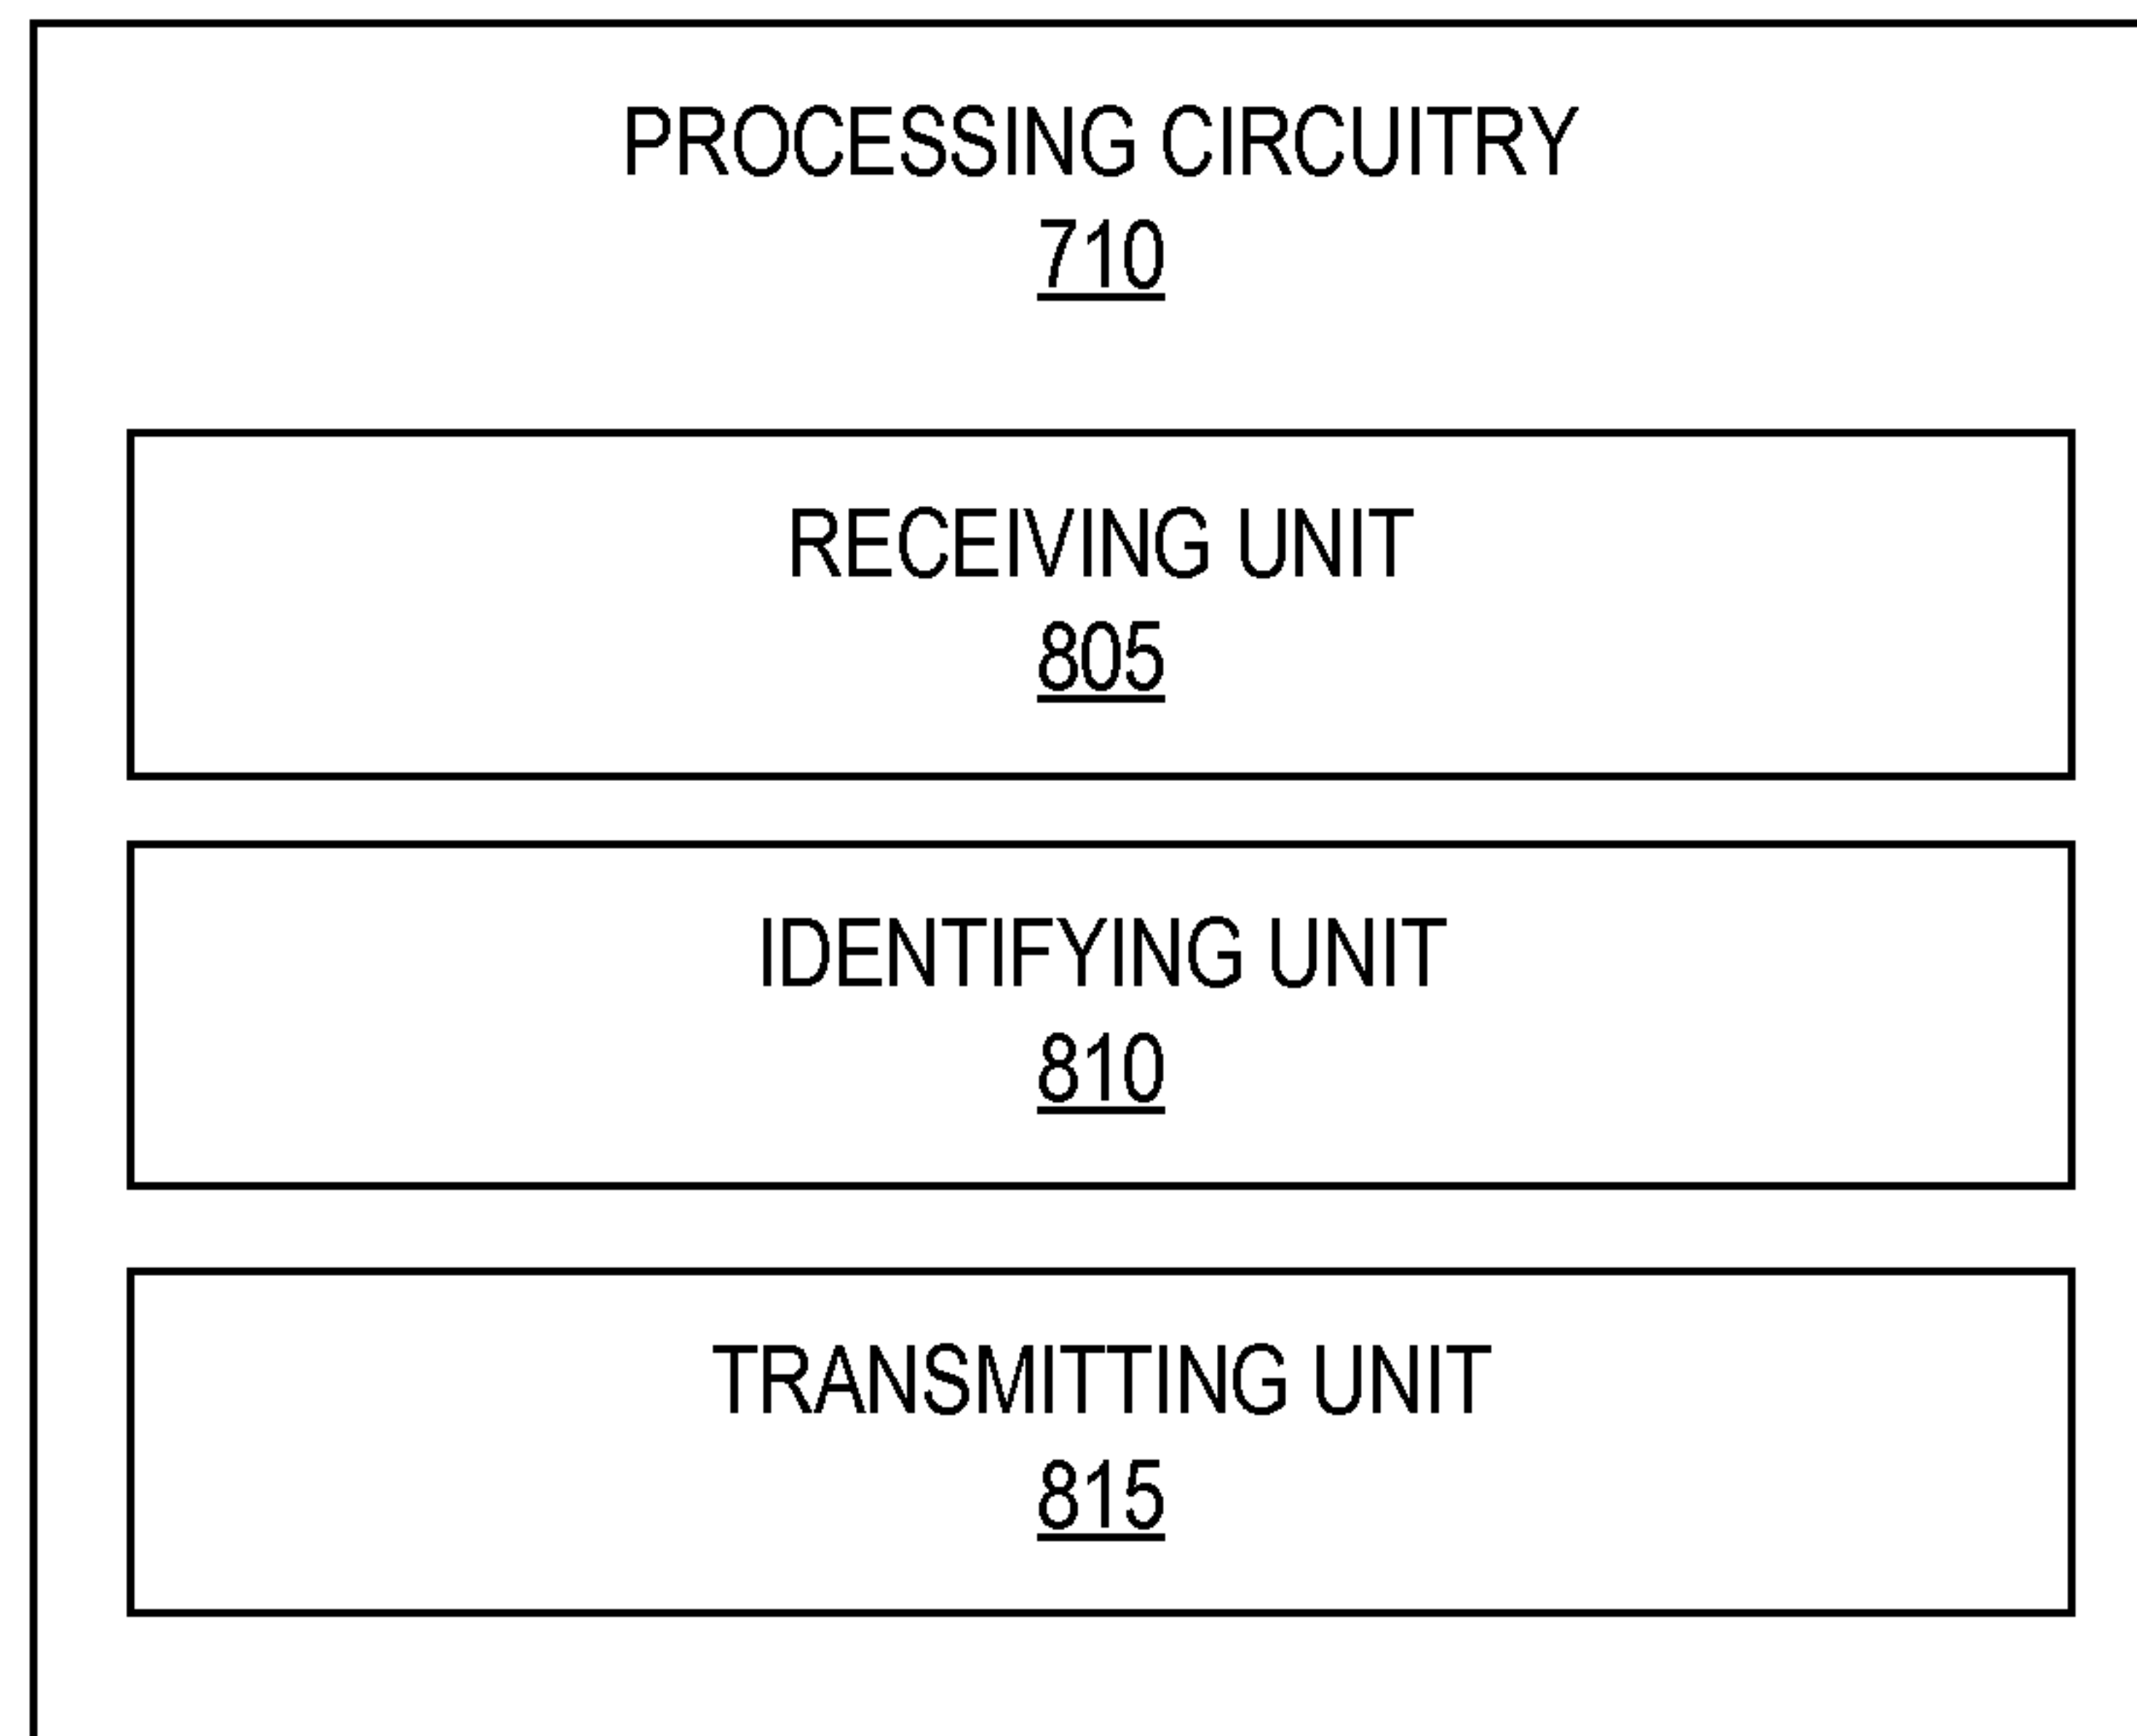 PROCESSING CIRCUITRY
710
RECEIVING UNIT
805
IDENTIFYING UNIT
810
TRANSMITTING UNIT
815